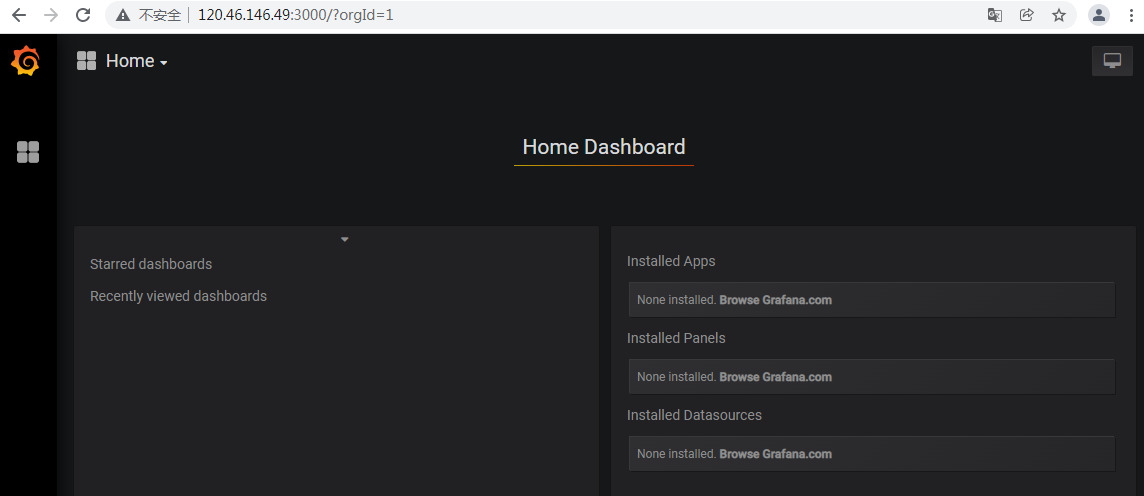 不安全 120.46.146.49:3000/?orgId=1
Home
Home Dashboard
Starred dashboards
Recently viewed dashboards
Installed Apps
None installed. Browse Grafana.com
Installed Panels
None installed. Browse Grafana.com
Installed Datasources
None installed. Browse Grafana.com